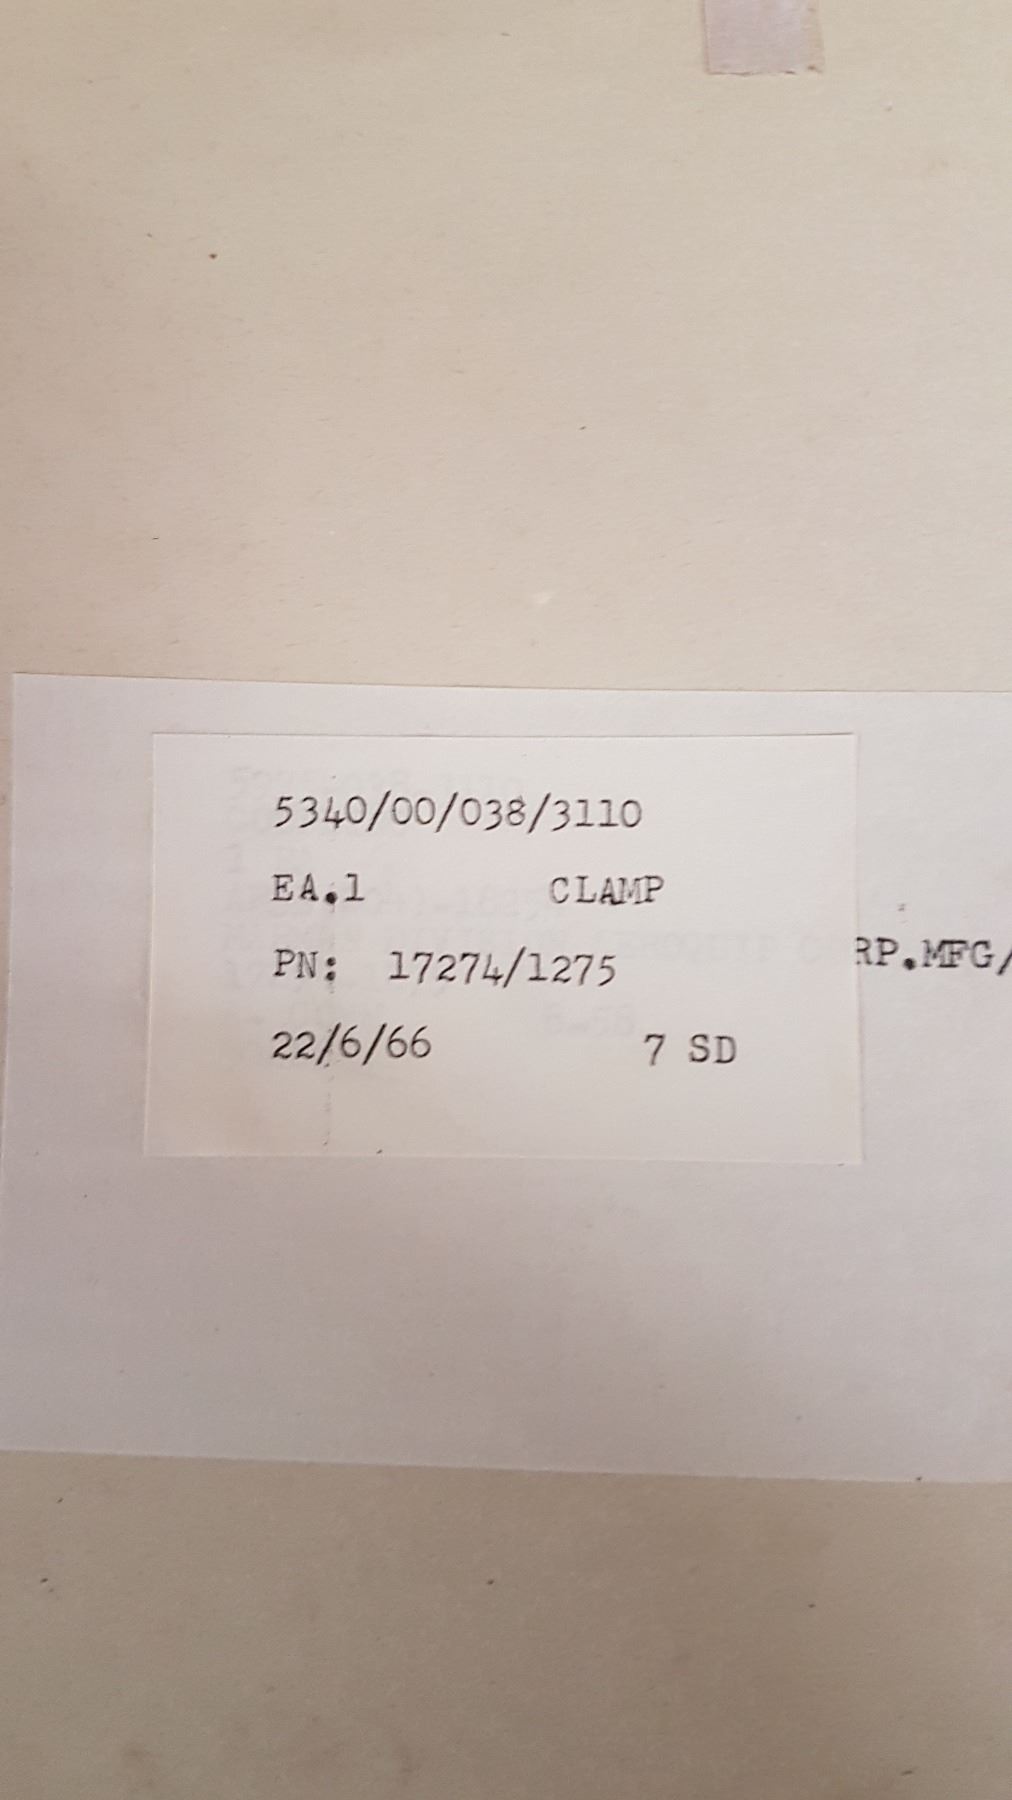 5340/00/038/3110
EA.1 CLAMP
PN: 17274/1275
RP.MFG/
22/6/66 7 SD